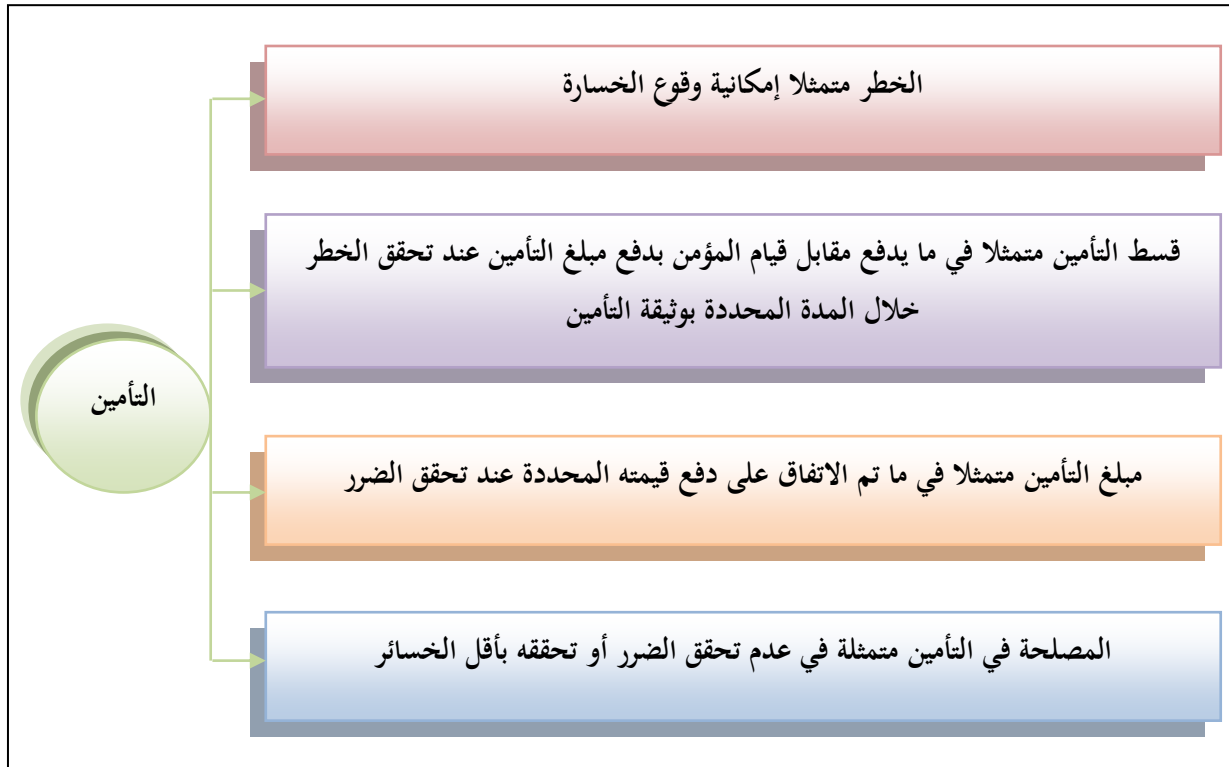 الخطر متمثلا إمكانية وقوع الخسارة
قسط التأمين متمثلا في ما يدفع مقابل قيام المؤمن بدفع مبلغ التأمين عند تحقق الخطر
خلال المدة المحددة بوثيقة التأمين
التأمين
مبلغ التأمين متمثلا في ما تم الاتفاق على دفع قيمته المحددة عند تحقق الضرر
المصلحة في التأمين متمثلة في عدم تحقق الضرر أو تحققه بأقل الخسائر